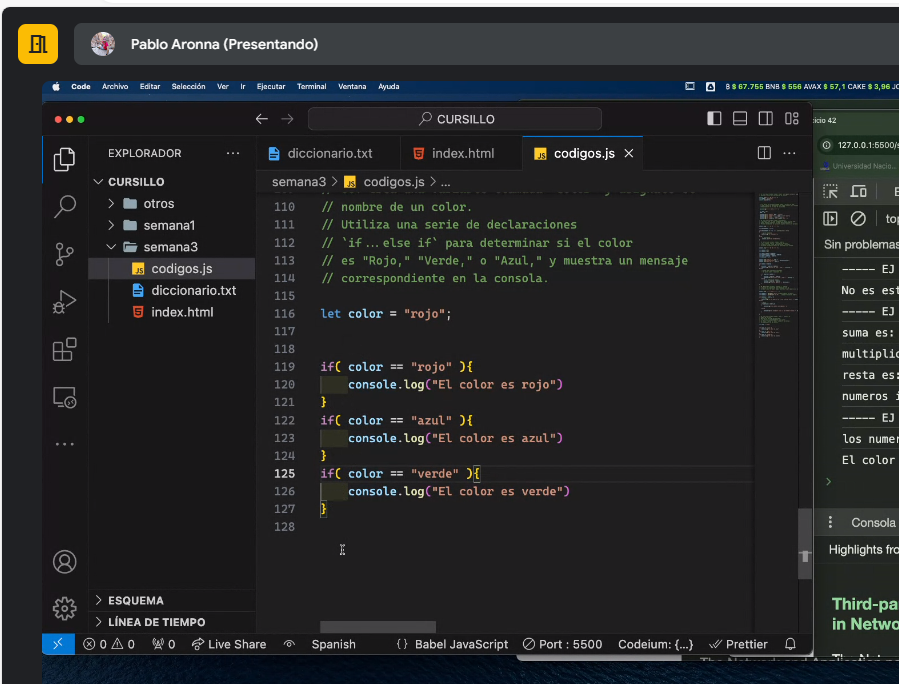 Pablo Aronna (Presentando)
Code Archivo Editar Selección Ver Ir Ejecutar Terminal Ventana Ayuda
$ 67.755 BNB $ 556 AVAX $ 57,1 CAKE $ 3,96
CURSILLO
EXPLORADOR
CURSILLO
otros
semana1
semana3
codigos.js
diccionario.txt
index.html
ESQUEMA
LÍNEA DE TIEMPO
diccionario.txt index.html codigos.js
semana3 > codigos.js > ...
110 // nombre de un color.
111 // Utiliza una serie de declaraciones
112 // `if...else if` para determinar si el color
113 // es "Rojo," "Verde," o "Azul," y muestra un mensaje
114 // correspondiente en la consola.
115
116 let color = "rojo";
117
118
119 if( color == "rojo" ){
120 console.log("El color es rojo")
121 }
122 if( color == "azul" ){
123 console.log("El color es azul")
124 }
125 if( color == "verde" ){
126 console.log("El color es verde")
127 }
128
0 0 0 Live Share Spanish {} Babel JavaScript Port : 5500 Codeium: {...} Prettier
cio 42
127.0.0.1:5500/s
Universidad Nacio...
top
Sin problemas
----- EJ
No es est
----- EJ
suma es:
multiplic
resta es:
numeros i
----- EJ
los numer
El color
>
Consola
Highlights fro
Third-pa
in Netwo